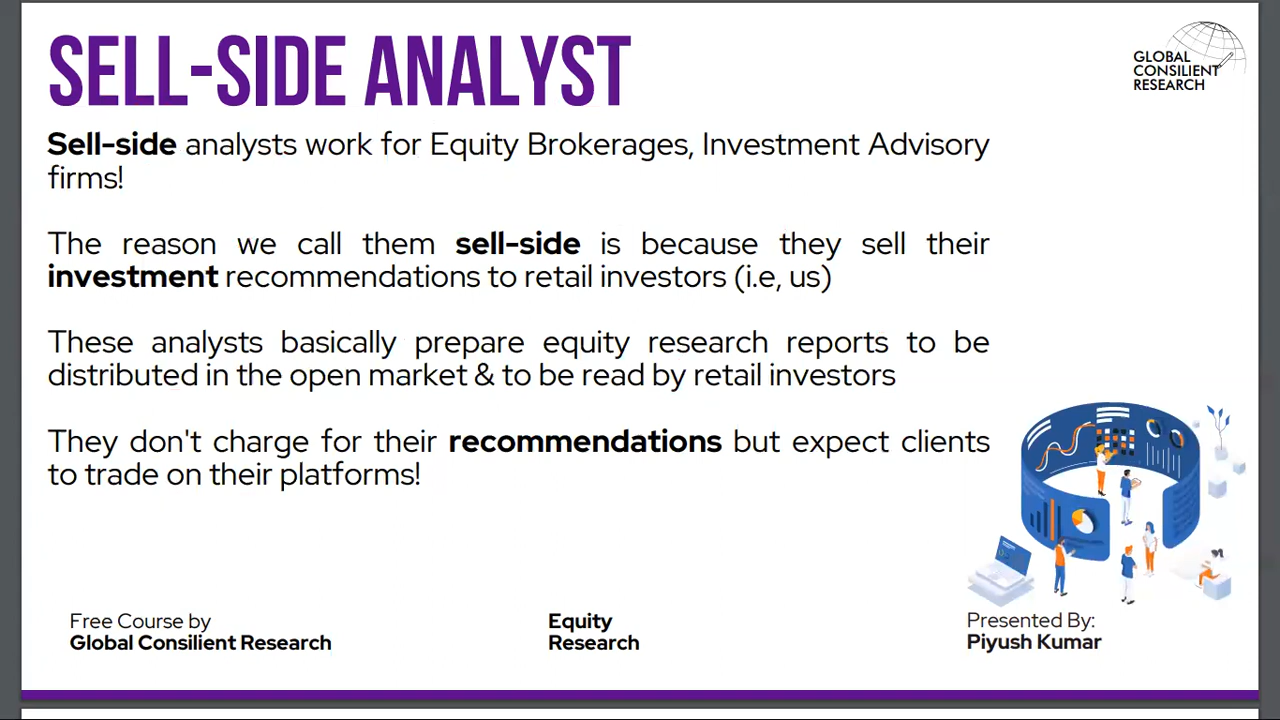 SELL-SIDE ANALYST
GLOBAL
CONSILIENT
RESEARCH
Sell-side analysts work for Equity Brokerages, Investment Advisory
firms!
The reason we call them sell-side is because they sell their
investment recommendations to retail investors (i.e, us)
These analysts basically prepare equity research reports to be
distributed in the open market & to be read by retail investors
They don't charge for their recommendations but expect clients
to trade on their platforms!
Free Course by
Global Consilient Research
Equity
Research
Presented By:
Piyush Kumar